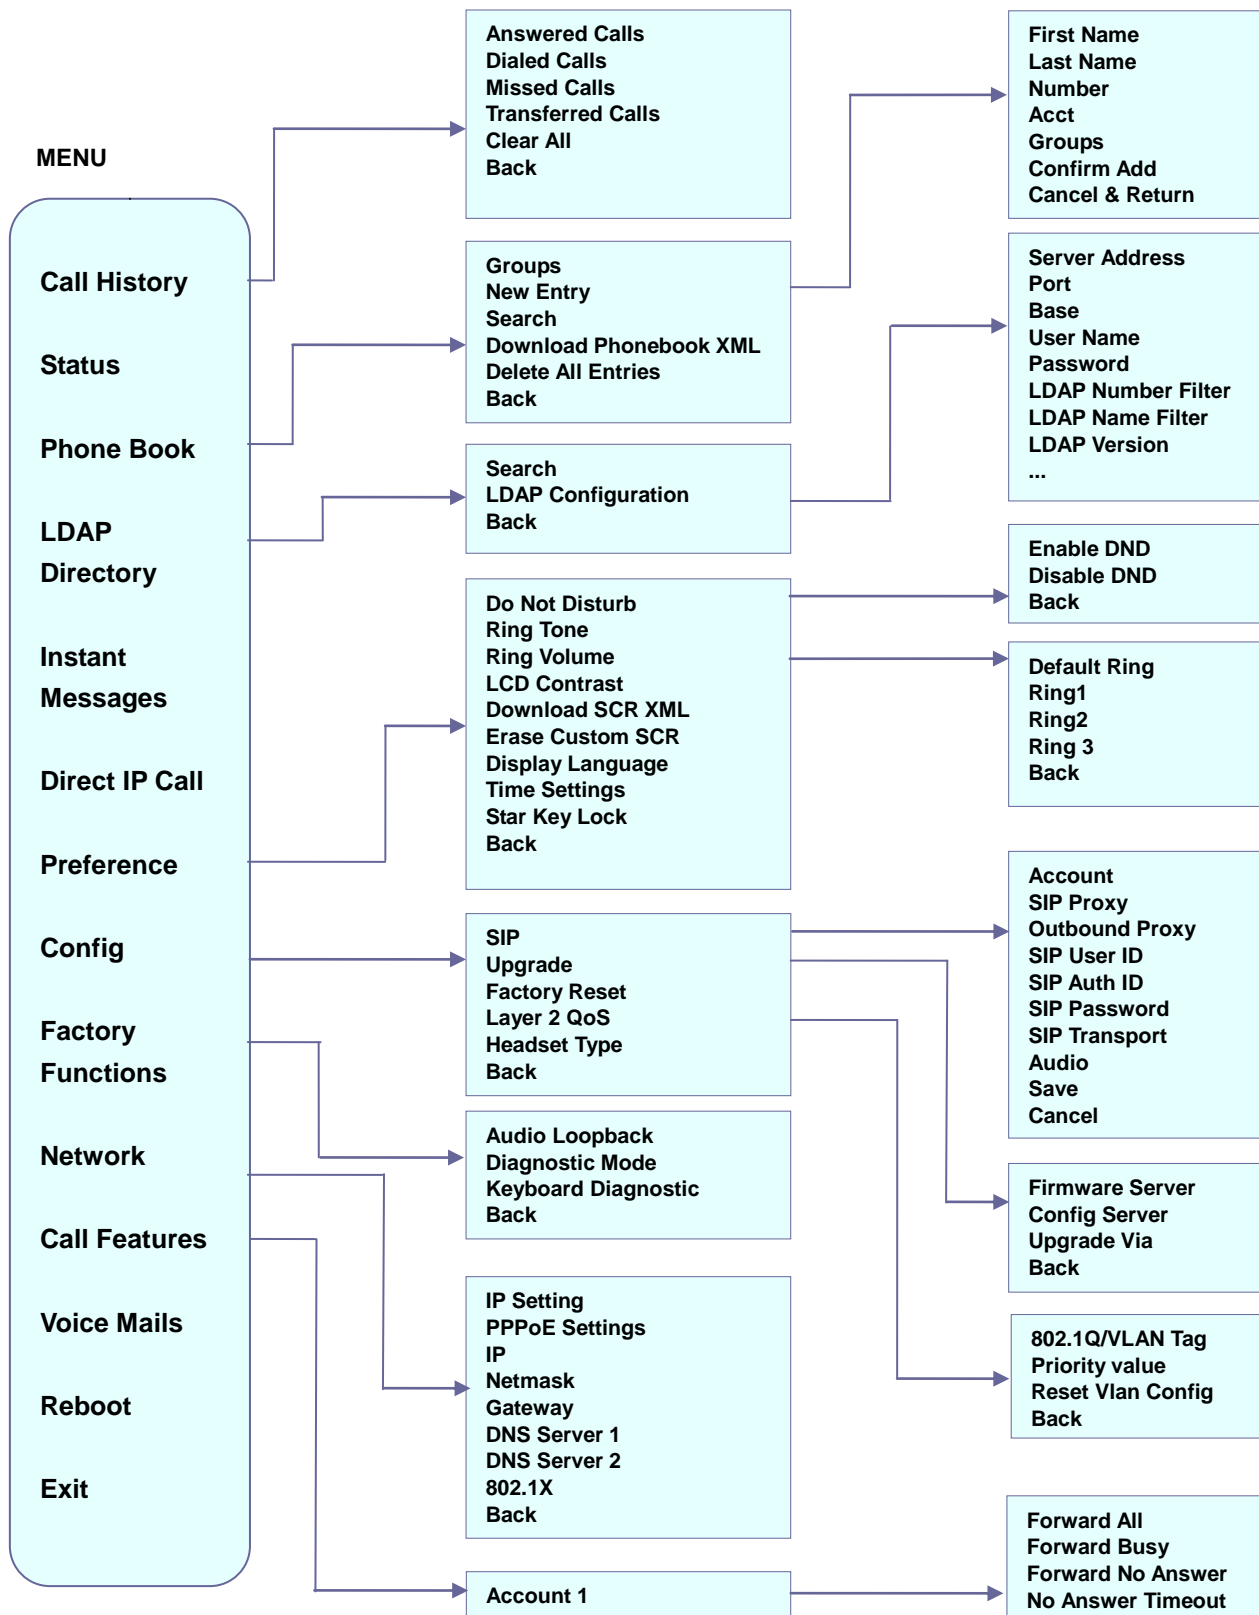 MENU
Call History
Status
Phone Book
LDAP
Directory
Instant
Messages
Direct IP Call
Preference
Config
Factory
Functions
Network
Call Features
Voice Mails
Reboot
Exit
Answered Calls
Dialed Calls
Missed Calls
Transferred Calls
Clear All
Back
Groups
New Entry
Search
Download Phonebook XML
Delete All Entries
Back
Search
LDAP Configuration
Back
Do Not Disturb
Ring Tone
Ring Volume
LCD Contrast
Download SCR XML
Erase Custom SCR
Display Language
Time Settings
Star Key Lock
Back
SIP
Upgrade
Factory Reset
Layer 2 QoS
Headset Type
Back
Audio Loopback
Diagnostic Mode
Keyboard Diagnostic
Back
IP Setting
PPPoE Settings
IP
Netmask
Gateway
DNS Server 1
DNS Server 2
802.1X
Back
Account 1
First Name
Last Name
Number
Acct
Groups
Confirm Add
Cancel & Return
Server Address
Port
Base
User Name
Password
LDAP Number Filter
LDAP Name Filter
LDAP Version
...
Enable DND
Disable DND
Back
Default Ring
Ring1
Ring2
Ring 3
Back
Account
SIP Proxy
Outbound Proxy
SIP User ID
SIP Auth ID
SIP Password
SIP Transport
Audio
Save
Cancel
Firmware Server
Config Server
Upgrade Via
Back
802.1Q/VLAN Tag
Priority value
Reset Vlan Config
Back
Forward All
Forward Busy
Forward No Answer
No Answer Timeout